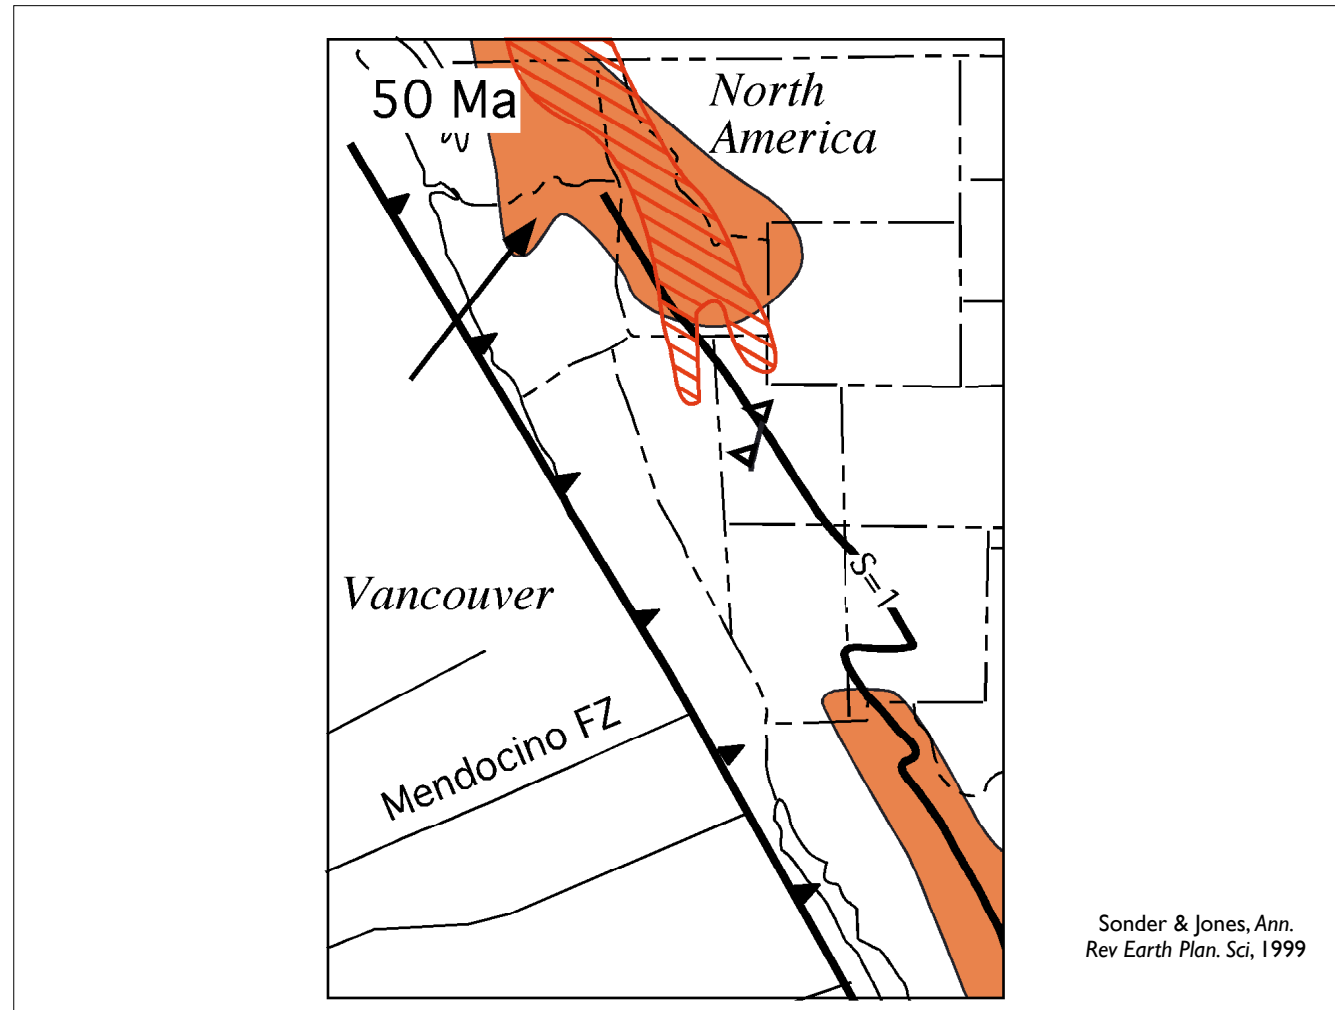 50 Ma
North
America
S=1
Vancouver
Mendocino FZ
Sonder & Jones, Ann.
Rev Earth Plan. Sci, 1999